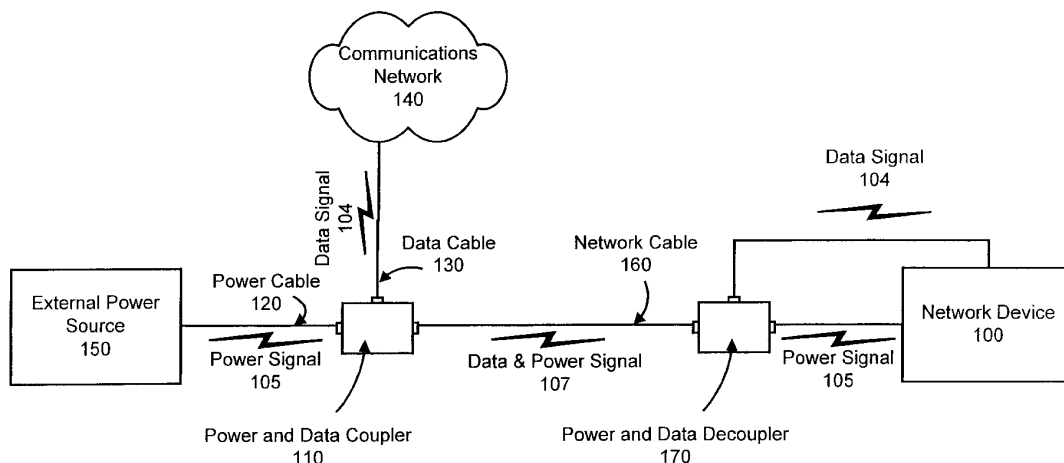 Communications
Network
140
Data Signal
104
Data Signal
104
Data Cable
130
Network Cable
160
Power Cable
120
External Power
Source
150
Network Device
100
Power Signal
105
Data & Power Signal
107
Power Signal
105
Power and Data Coupler
110
Power and Data Decoupler
170